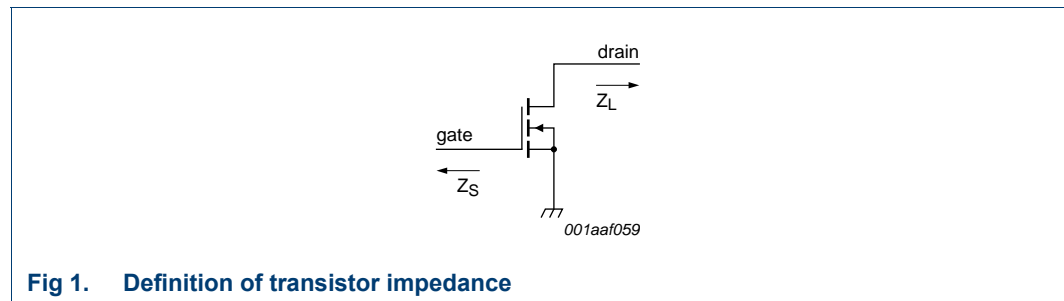 drain
Z_L
gate
Z_S
001aaf059
Fig 1. Definition of transistor impedance